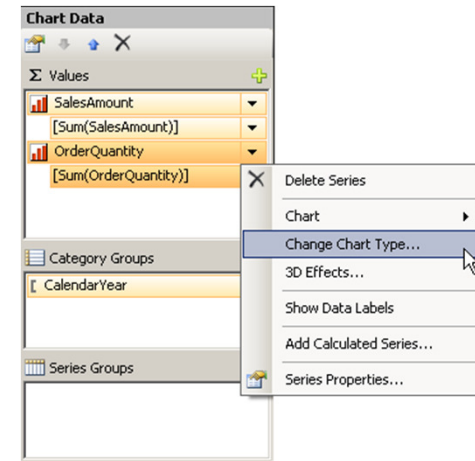 Chart Data
Σ Values
SalesAmount
[Sum(SalesAmount)]
OrderQuantity
[Sum(OrderQuantity)]
Delete Series
Chart
Change Chart Type...
3D Effects...
Show Data Labels
Add Calculated Series...
Series Properties...
Category Groups
CalendarYear
Series Groups